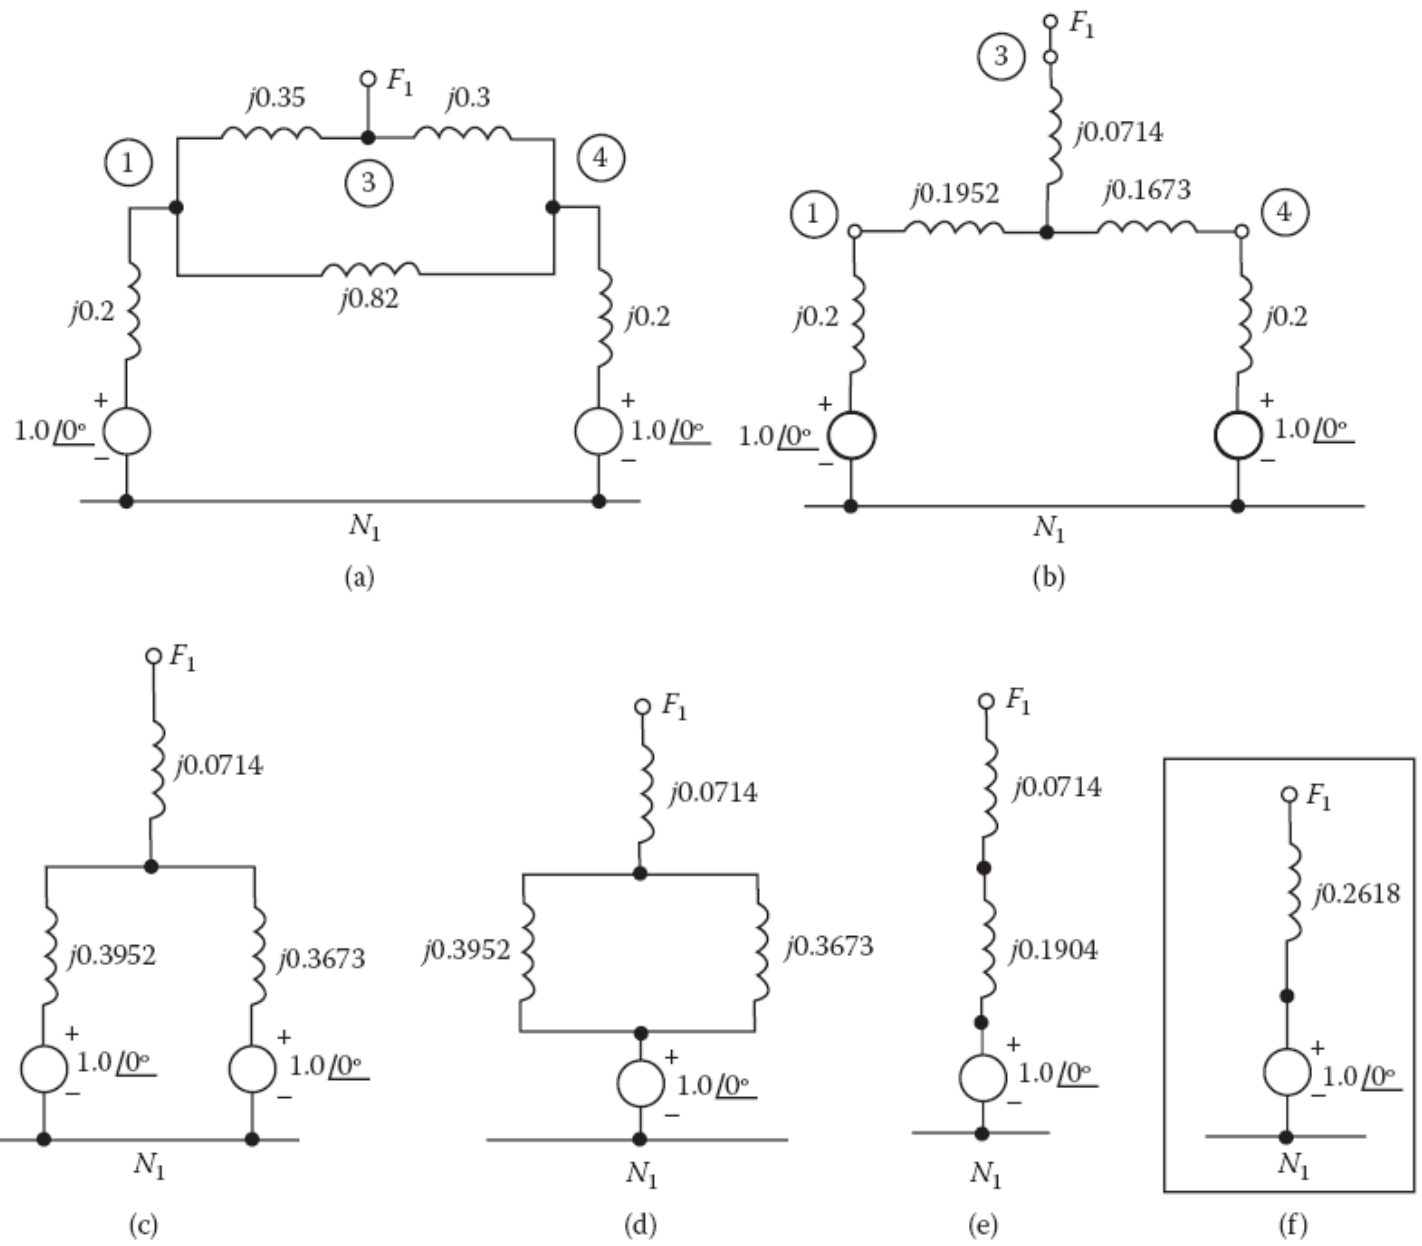 F₁
j0.35
j0.3
1
3
4
j0.82
j0.2
j0.2
+
1.0/0°
−
+
1.0/0°
−
N₁
(a)
F₁
3
j0.0714
j0.1952
j0.1673
1
4
j0.2
j0.2
+
1.0/0°
−
+
1.0/0°
−
N₁
(b)
F₁
j0.0714
j0.3952
j0.3673
+
1.0/0°
−
+
1.0/0°
−
N₁
(c)
F₁
j0.0714
j0.3952
j0.3673
+
1.0/0°
−
N₁
(d)
F₁
j0.0714
j0.1904
+
1.0/0°
−
N₁
(e)
F₁
j0.2618
+
1.0/0°
−
N₁
(f)